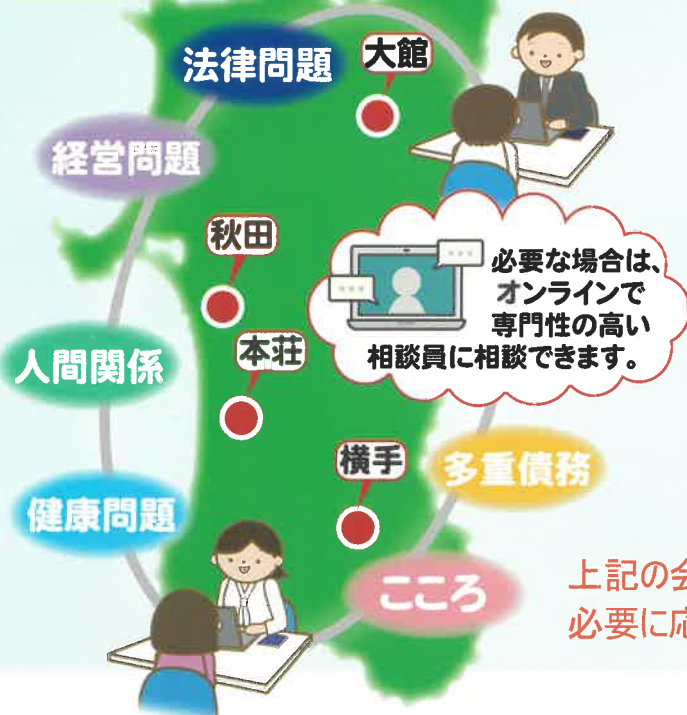 法律問題
大館
経営問題
秋田
必要な場合は、
オンラインで
専門性の高い
相談員に相談できます。
本荘
人間関係
横手
多重債務
健康問題
こころ
上記の会
必要に応